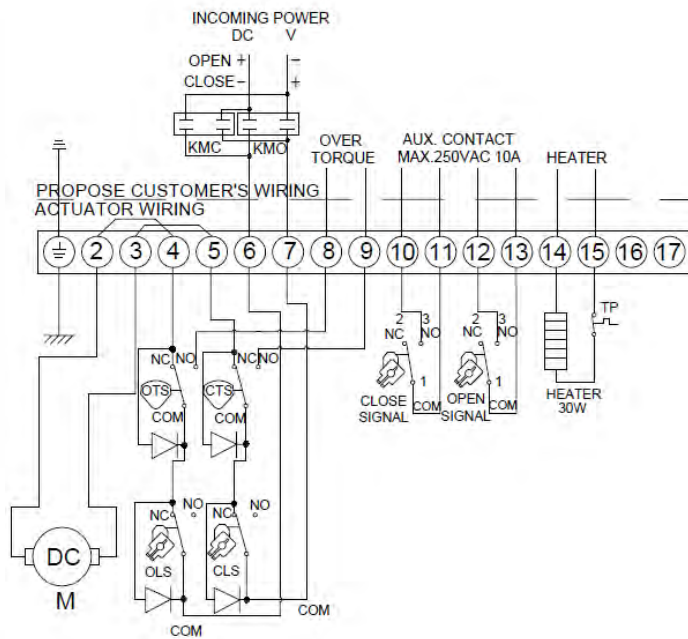 INCOMING POWER
DC V
OPEN + −
CLOSE− +
KMC KMO
OVER
TORQUE
AUX. CONTACT
MAX.250VAC 10A
HEATER
PROPOSE CUSTOMER'S WIRING
ACTUATOR WIRING
2 3 4 5 6 7 8 9 10 11 12 13 14 15 16 17
2 3 2 3
NC NO NC NO
TP
NC NO NC NO
OTS CTS
COM COM
1 1
CLOSE
SIGNAL
COM
OPEN
SIGNAL
COM
HEATER
30W
NC NO NC NO
DC
M
OLS CLS
COM
COM